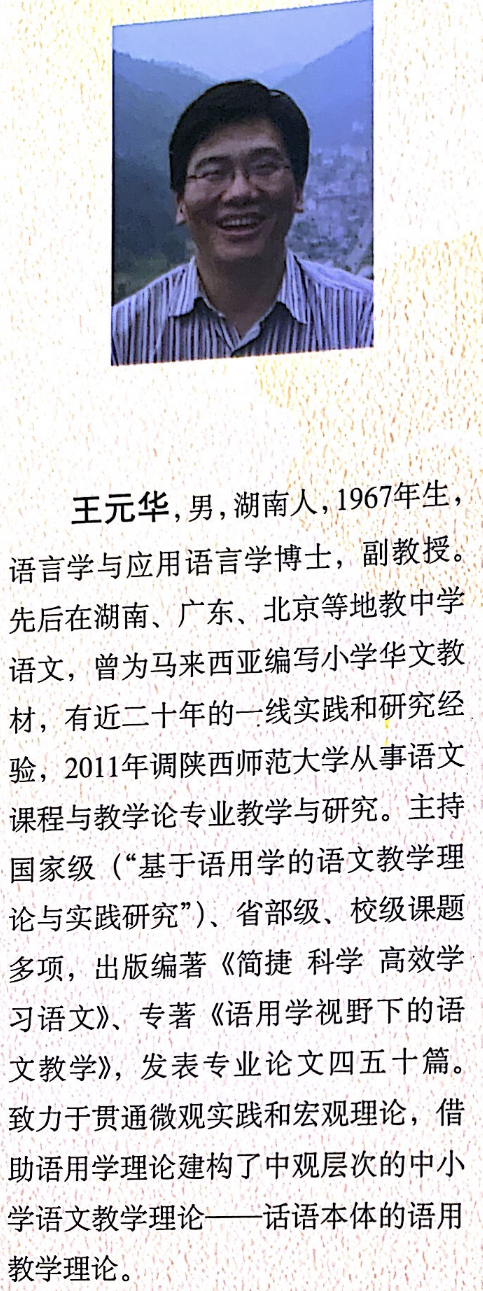 王元华，男，湖南人，1967年生，
语言学与应用语言学博士，副教授。
先后在湖南、广东、北京等地教中学
语文，曾为马来西亚编写小学华文教
材，有近二十年的一线实践和研究经
验，2011年调陕西师范大学从事语文
课程与教学论专业教学与研究。主持
国家级（“基于语用学的语文教学理
论与实践研究”）、省部级、校级课题
多项，出版编著《简捷 科学 高效学
习语文》、专著《语用学视野下的语
文教学》，发表专业论文四五十篇。
致力于贯通微观实践和宏观理论，借
助语用学理论建构了中观层次的中小
学语文教学理论——话语本体的语用
教学理论。